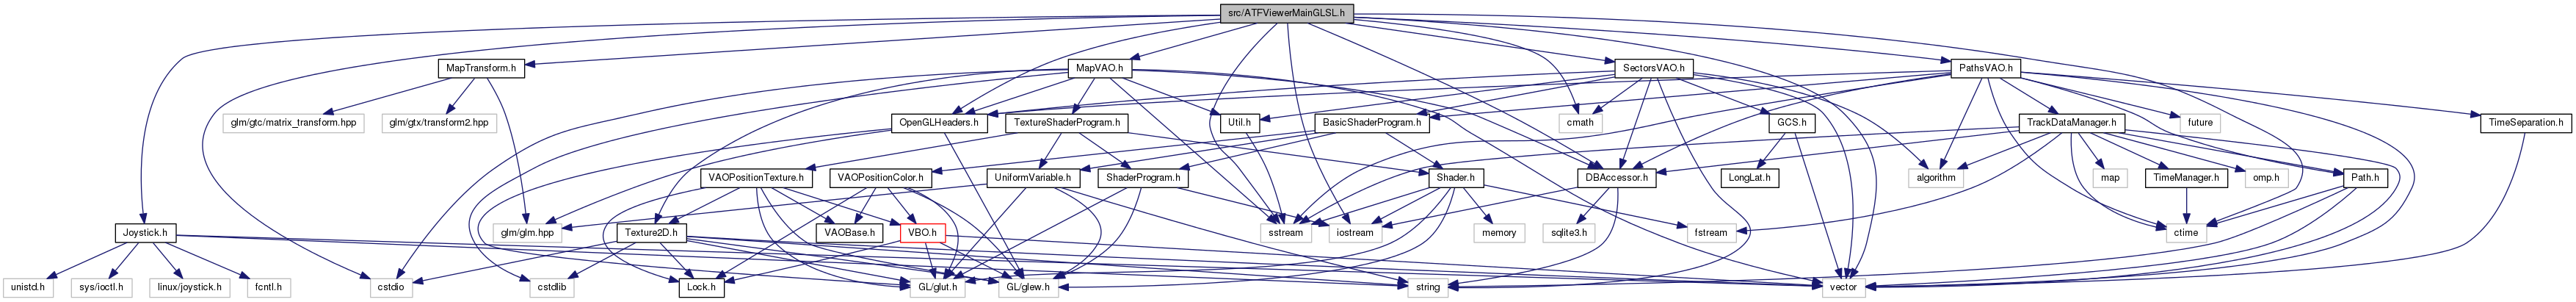 src/ATFViewerMainGLSL.h
MapTransform.h
MapVAO.h
SectorsVAO.h
PathsVAO.h
glm/gtc/matrix_transform.hpp
glm/gtx/transform2.hpp
OpenGLHeaders.h
TextureShaderProgram.h
Util.h
BasicShaderProgram.h
cmath
GCS.h
TrackDataManager.h
future
TimeSeparation.h
VAOPositionTexture.h
VAOPositionColor.h
UniformVariable.h
ShaderProgram.h
Shader.h
DBAccessor.h
LongLat.h
algorithm
map
TimeManager.h
omp.h
Path.h
Joystick.h
glm/glm.hpp
Texture2D.h
VAOBase.h
VBO.h
sstream
iostream
memory
sqlite3.h
fstream
ctime
unistd.h
sys/ioctl.h
linux/joystick.h
fcntl.h
cstdio
cstdlib
Lock.h
GL/glut.h
GL/glew.h
string
vector